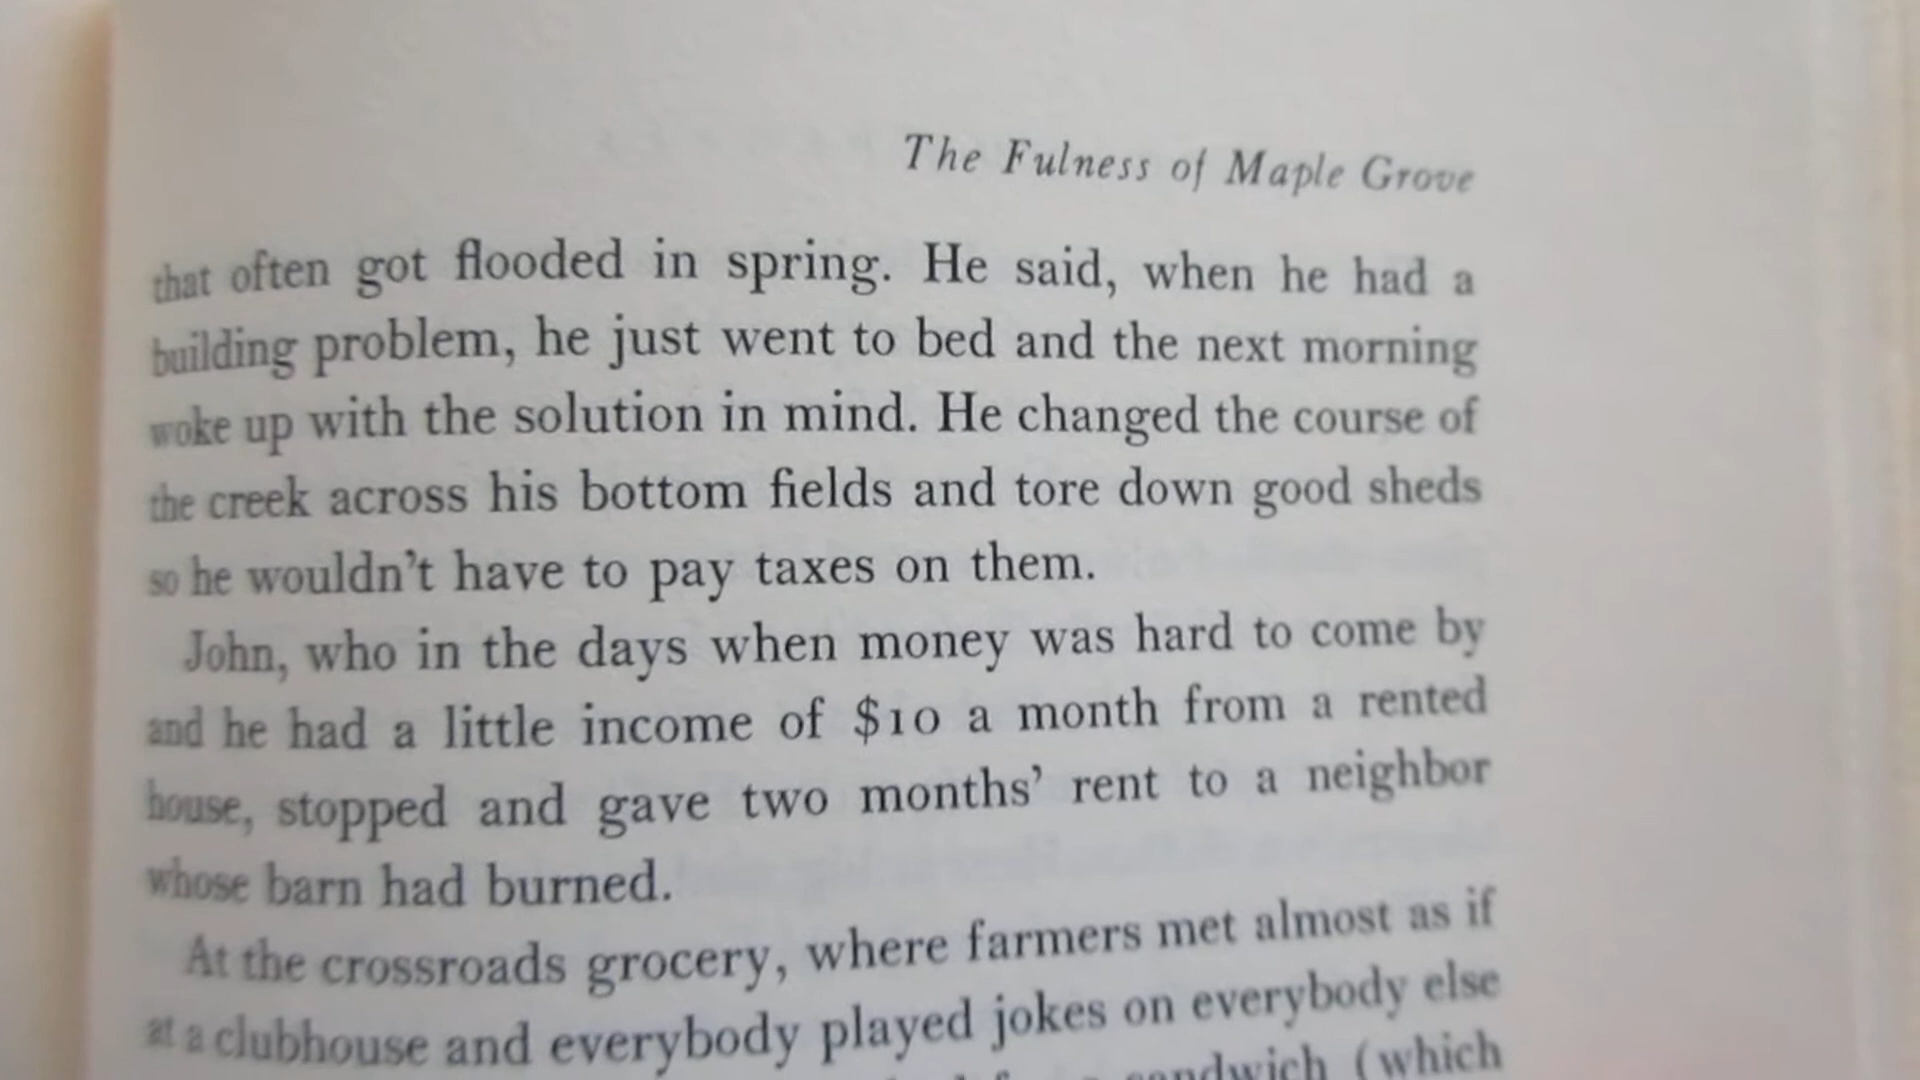 The Fulness of Maple Grove
that often got flooded in spring. He said, when he had a
building problem, he just went to bed and the next morning
woke up with the solution in mind. He changed the course of
the creek across his bottom fields and tore down good sheds
so he wouldn't have to pay taxes on them.
John, who in the days when money was hard to come by
and he had a little income of $10 a month from a rented
house, stopped and gave two months' rent to a neighbor
whose barn had burned.
At the crossroads grocery, where farmers met almost as if
at a clubhouse and everybody played jokes on everybody else
sandwich (which